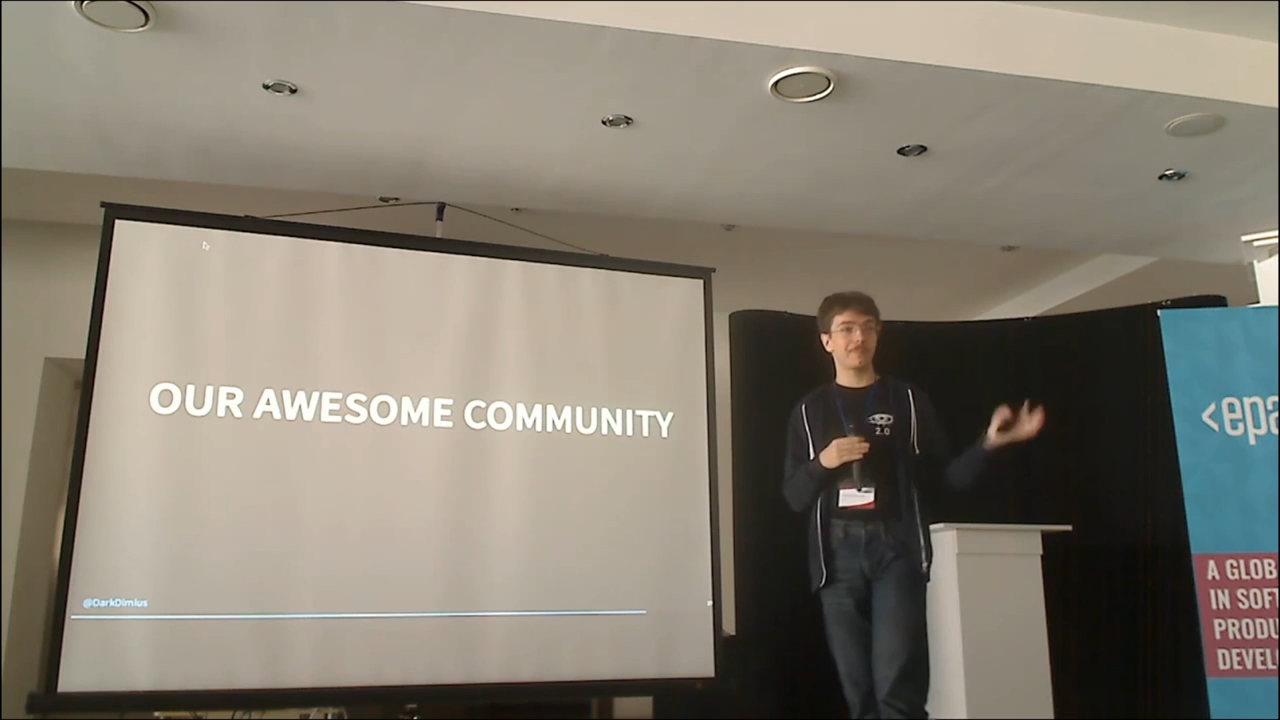 OUR AWESOME COMMUNITY
@DarkDimius
2.0
<epa
A GLOB
IN SOFT
PRODU
DEVEL